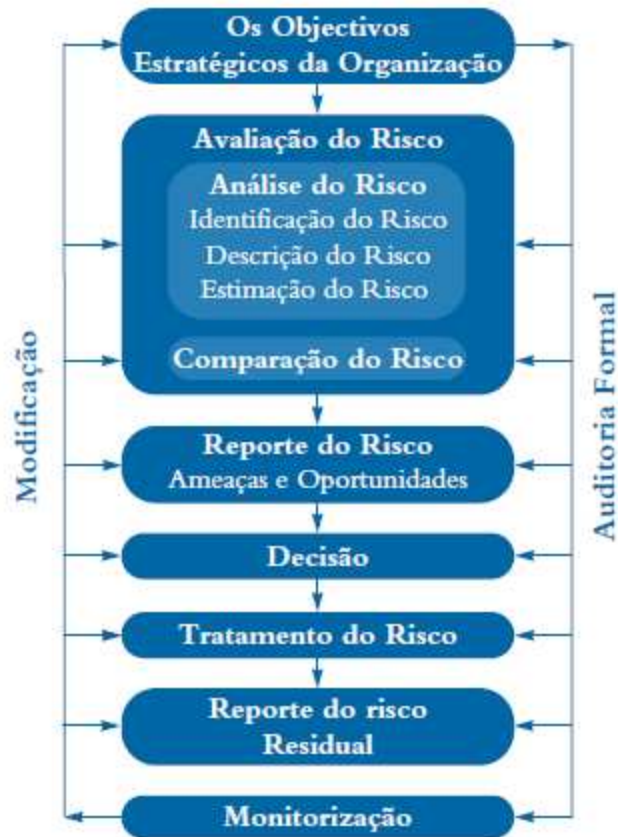 Os Objectivos
Estratégicos da Organização
Avaliação do Risco
Análise do Risco
Identificação do Risco
Descrição do Risco
Estimação do Risco
Comparação do Risco
Reporte do Risco
Ameaças e Oportunidades
Decisão
Tratamento do Risco
Reporte do risco
Residual
Monitorização
Modificação
Auditoria Formal